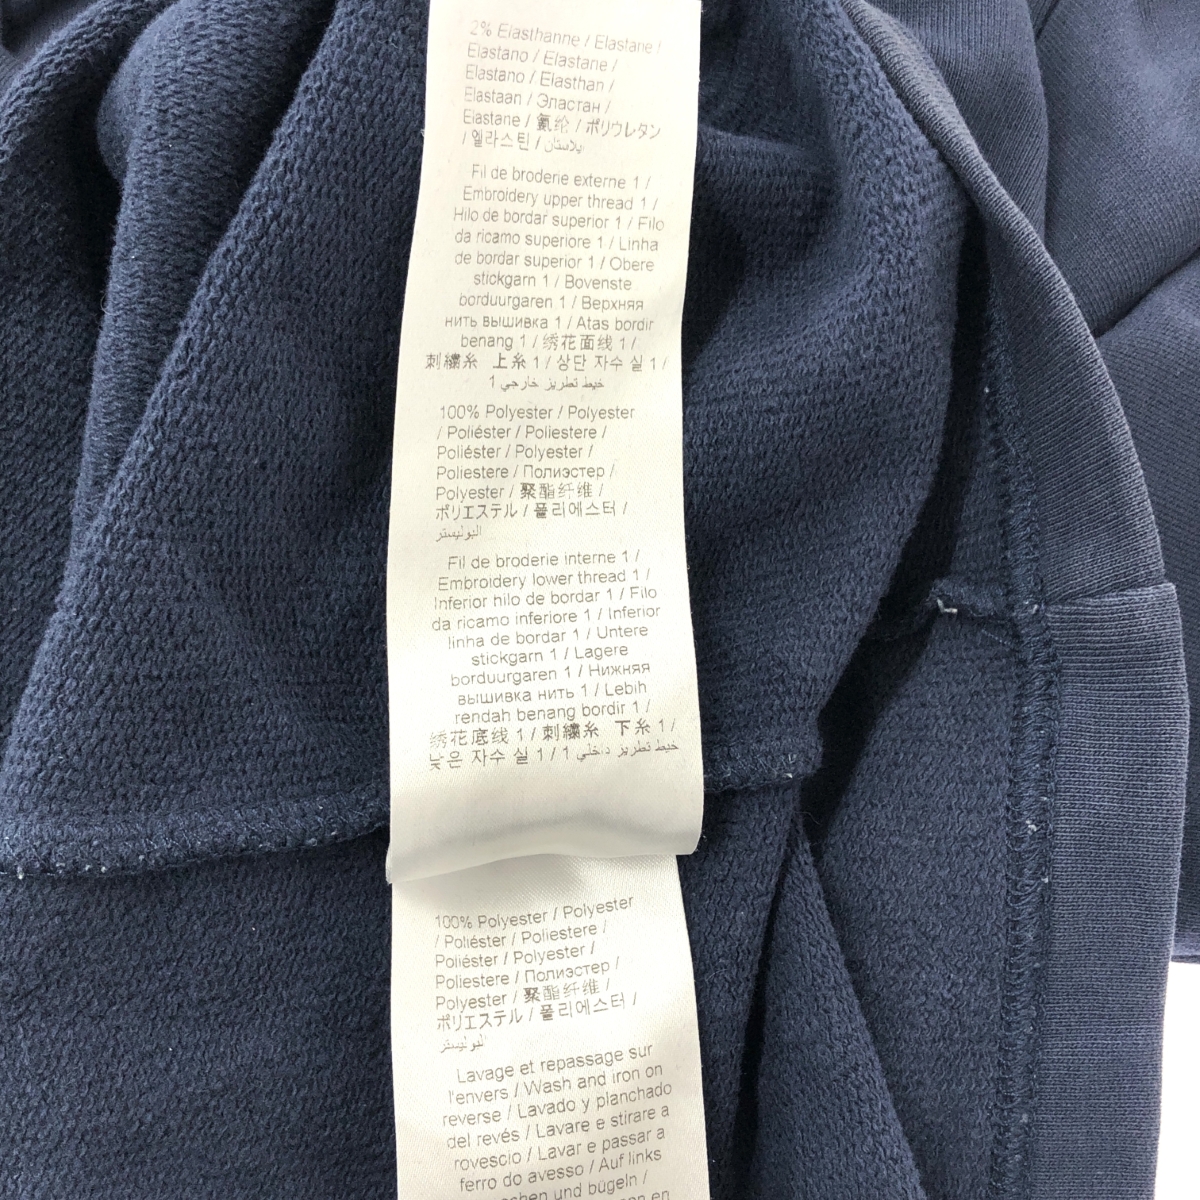 2% Elasthanne / Elastane /
Elastano / Elastane /
Elastano / Elasthan /
Elastaan / Эластан /
Elastane / 氨纶 / ポリウレタン
/ 엘라스틴 / إيلاستان
Fil de broderie externe 1 /
Embroidery upper thread 1 /
Hilo de bordar superior 1 / Filo
da ricamo superiore 1 / Linha
de bordar superior 1 / Obere
stickgarn 1 / Bovenste
borduurgaren 1 / Верхняя
нить вышивка 1 / Atas bordir
benang 1 / 绣花面线 1 /
刺繍糸 上糸 1 / 상단 자수 실 1 /
خيط تطريز خارجي 1
100% Polyester / Polyester
/ Poliéster / Poliestere /
Poliéster / Polyester /
Poliestere / Полиэстер /
Polyester / 聚酯纤维 /
ポリエステル / 폴리에스터 /
البوليستر
Fil de broderie interne 1 /
Embroidery lower thread 1 /
Inferior hilo de bordar 1 / Filo
da ricamo inferiore 1 / Inferior
linha de bordar 1 / Untere
stickgarn 1 / Lagere
borduurgaren 1 / Нижняя
вышивка нить 1 / Lebih
rendah benang bordir 1 /
绣花底线 1 / 刺繍糸 下糸 1 /
낮은 자수 실 1 / خيط تطريز داخلي 1
100% Polyester / Polyester
/ Poliéster / Poliestere /
Poliéster / Polyester /
Poliestere / Полиэстер /
Polyester / 聚酯纤维 /
ポリエステル / 폴리에스터 /
البوليستر
Lavage et repassage sur
l'envers / Wash and iron on
reverse / Lavado y planchado
del revés / Lavare e stirare a
rovescio / Lavar e passar a
ferro do avesso / Auf links
und bügeln /
en